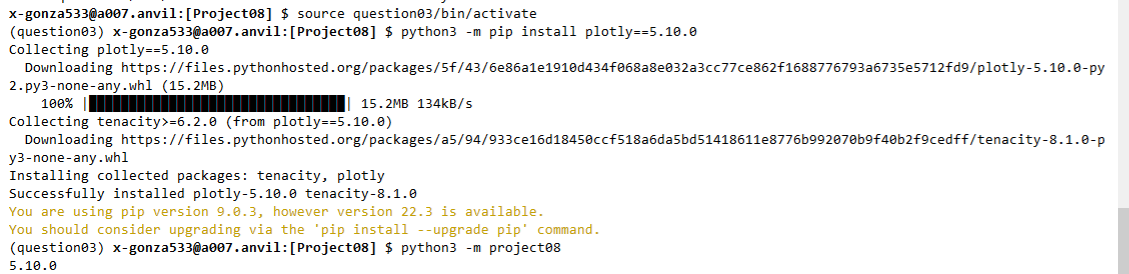 x-gonza533@a007.anvil:[Project08] $ source question03/bin/activate
(question03) x-gonza533@a007.anvil:[Project08] $ python3 -m pip install plotly==5.10.0
Collecting plotly==5.10.0
  Downloading https://files.pythonhosted.org/packages/5f/43/6e86a1e1910d434f068a8e032a3cc77ce862f1688776793a6735e5712fd9/plotly-5.10.0-py
2.py3-none-any.whl (15.2MB)
    100% |████████████████████████████████| 15.2MB 134kB/s
Collecting tenacity>=6.2.0 (from plotly==5.10.0)
  Downloading https://files.pythonhosted.org/packages/a5/94/933ce16d18450ccf518a6da5bd51418611e8776b992070b9f40b2f9cedff/tenacity-8.1.0-p
y3-none-any.whl
Installing collected packages: tenacity, plotly
Successfully installed plotly-5.10.0 tenacity-8.1.0
You are using pip version 9.0.3, however version 22.3 is available.
You should consider upgrading via the 'pip install --upgrade pip' command.
(question03) x-gonza533@a007.anvil:[Project08] $ python3 -m project08
5.10.0